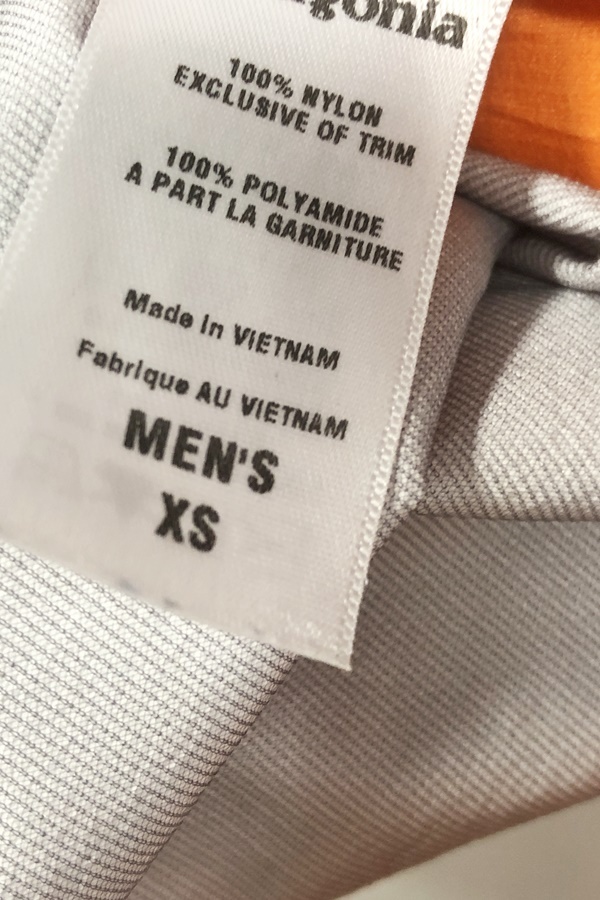 100% NYLON
EXCLUSIVE OF TRIM
100% POLYAMIDE
A PART LA GARNITURE
Made in VIETNAM
Fabrique AU VIETNAM
MEN'S
XS